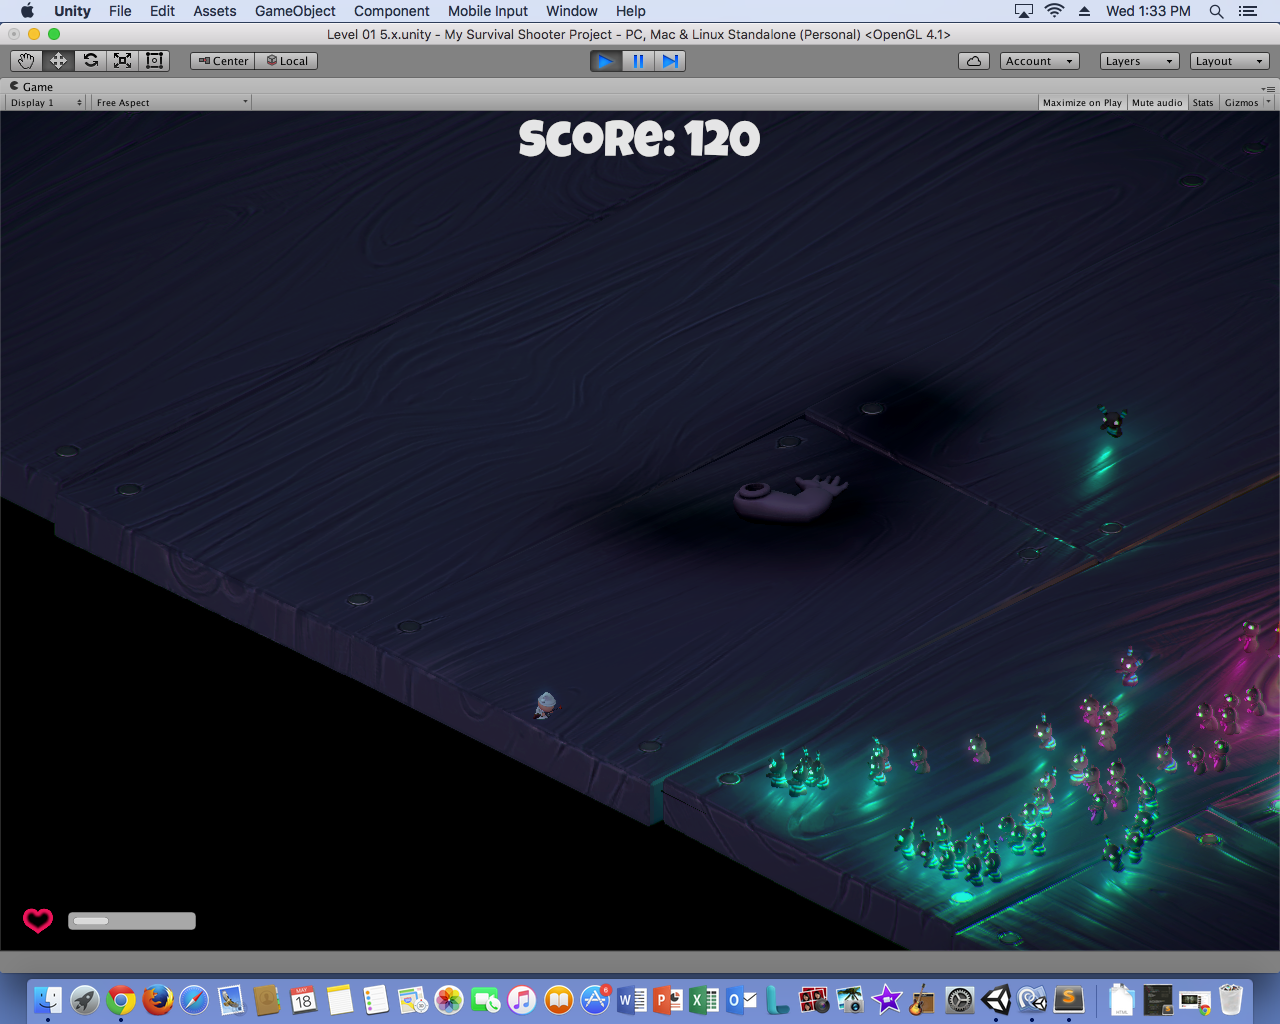 Unity File Edit Assets GameObject Component Mobile Input Window Help Wed 1:33 PM
Level 01 5.x.unity - My Survival Shooter Project - PC, Mac & Linux Standalone (Personal) <OpenGL 4.1>
Center Local Account Layers Layout
Game
Display 1 Free Aspect Maximize on Play Mute audio Stats Gizmos
SCORE: 120
MAY
18
6